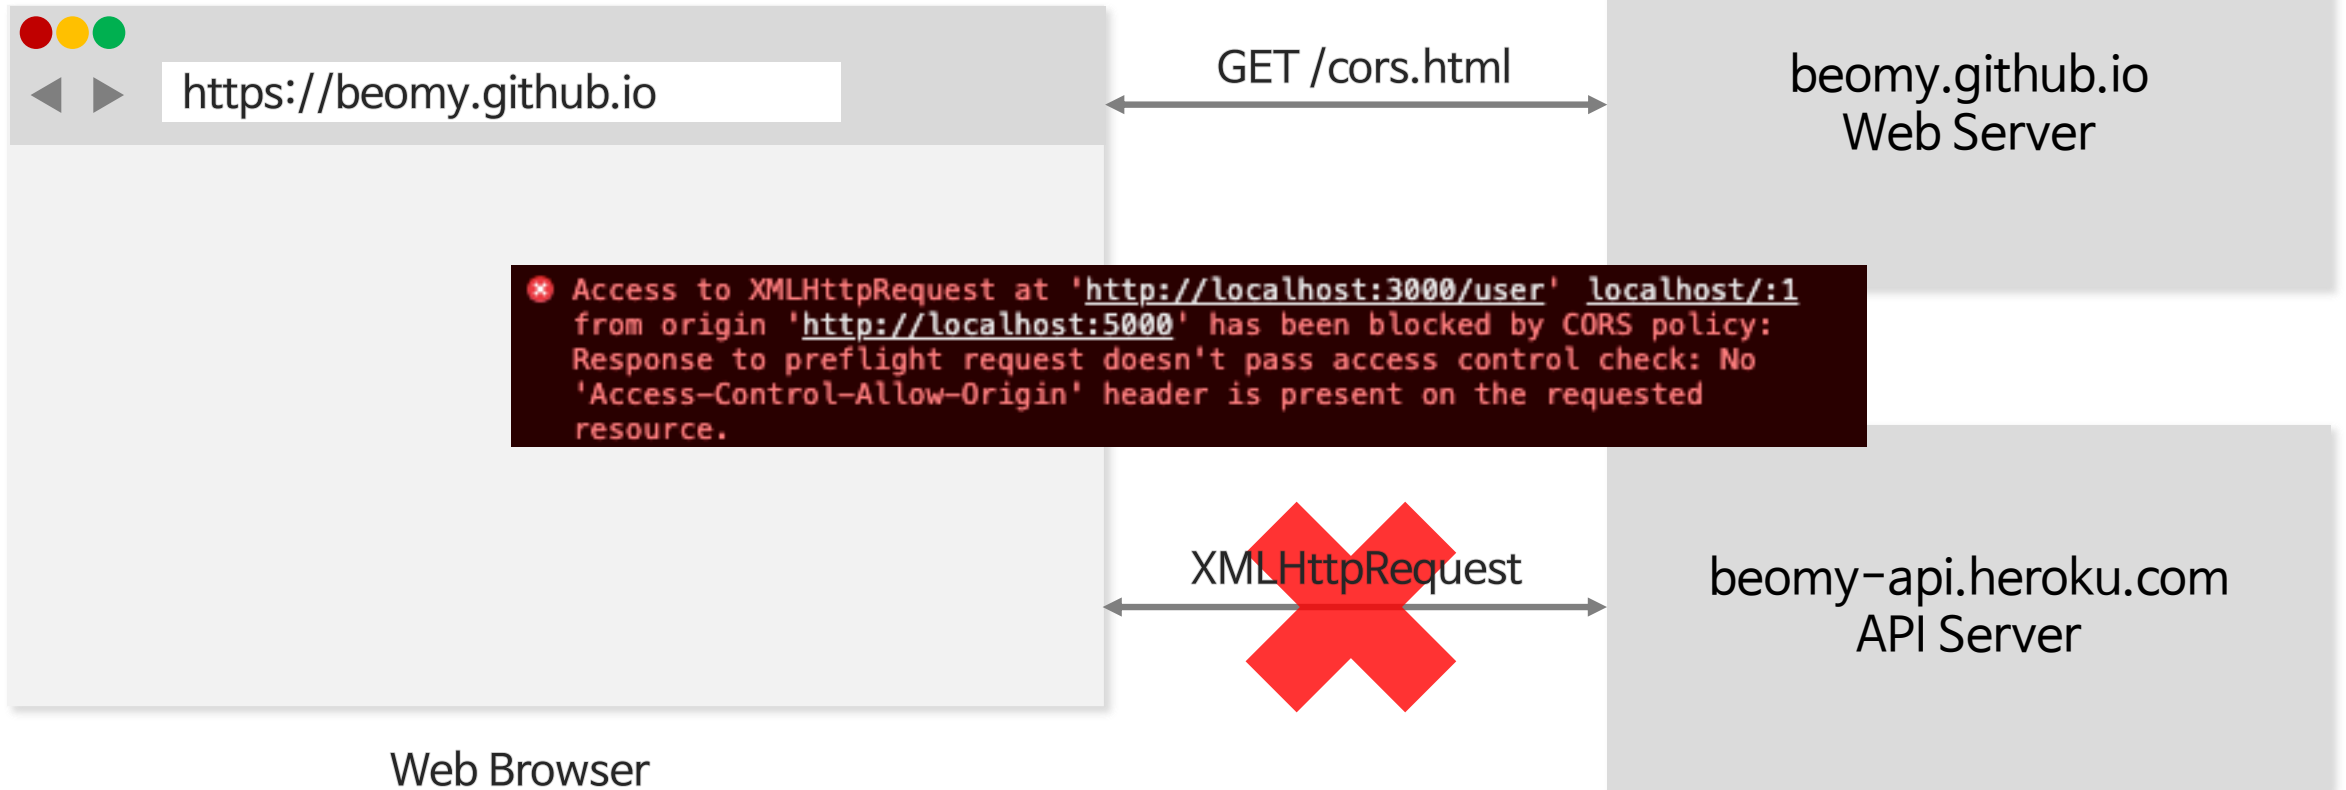 https://beomy.github.io
GET /cors.html
beomy.github.io
Web Server
Access to XMLHttpRequest at 'http://localhost:3000/user' localhost/:1
from origin 'http://localhost:5000' has been blocked by CORS policy:
Response to preflight request doesn't pass access control check: No
'Access-Control-Allow-Origin' header is present on the requested
resource.
XMLHttpRequest
beomy-api.heroku.com
API Server
Web Browser